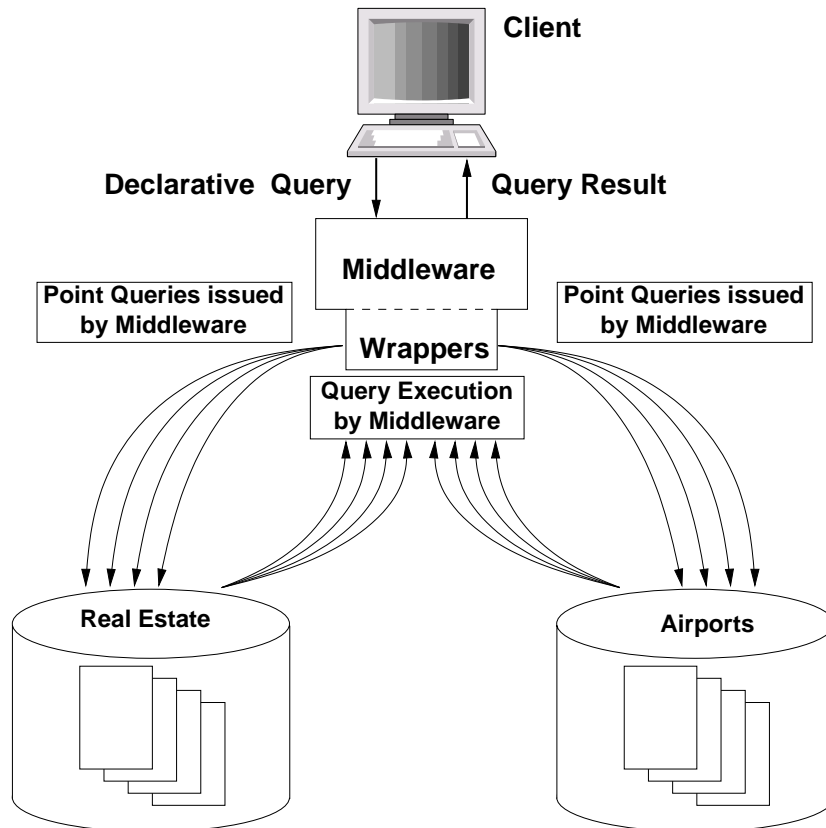 Client
Declarative Query
Query Result
Middleware
Point Queries issued
by Middleware
Point Queries issued
by Middleware
Wrappers
Query Execution
by Middleware
Real Estate
Airports